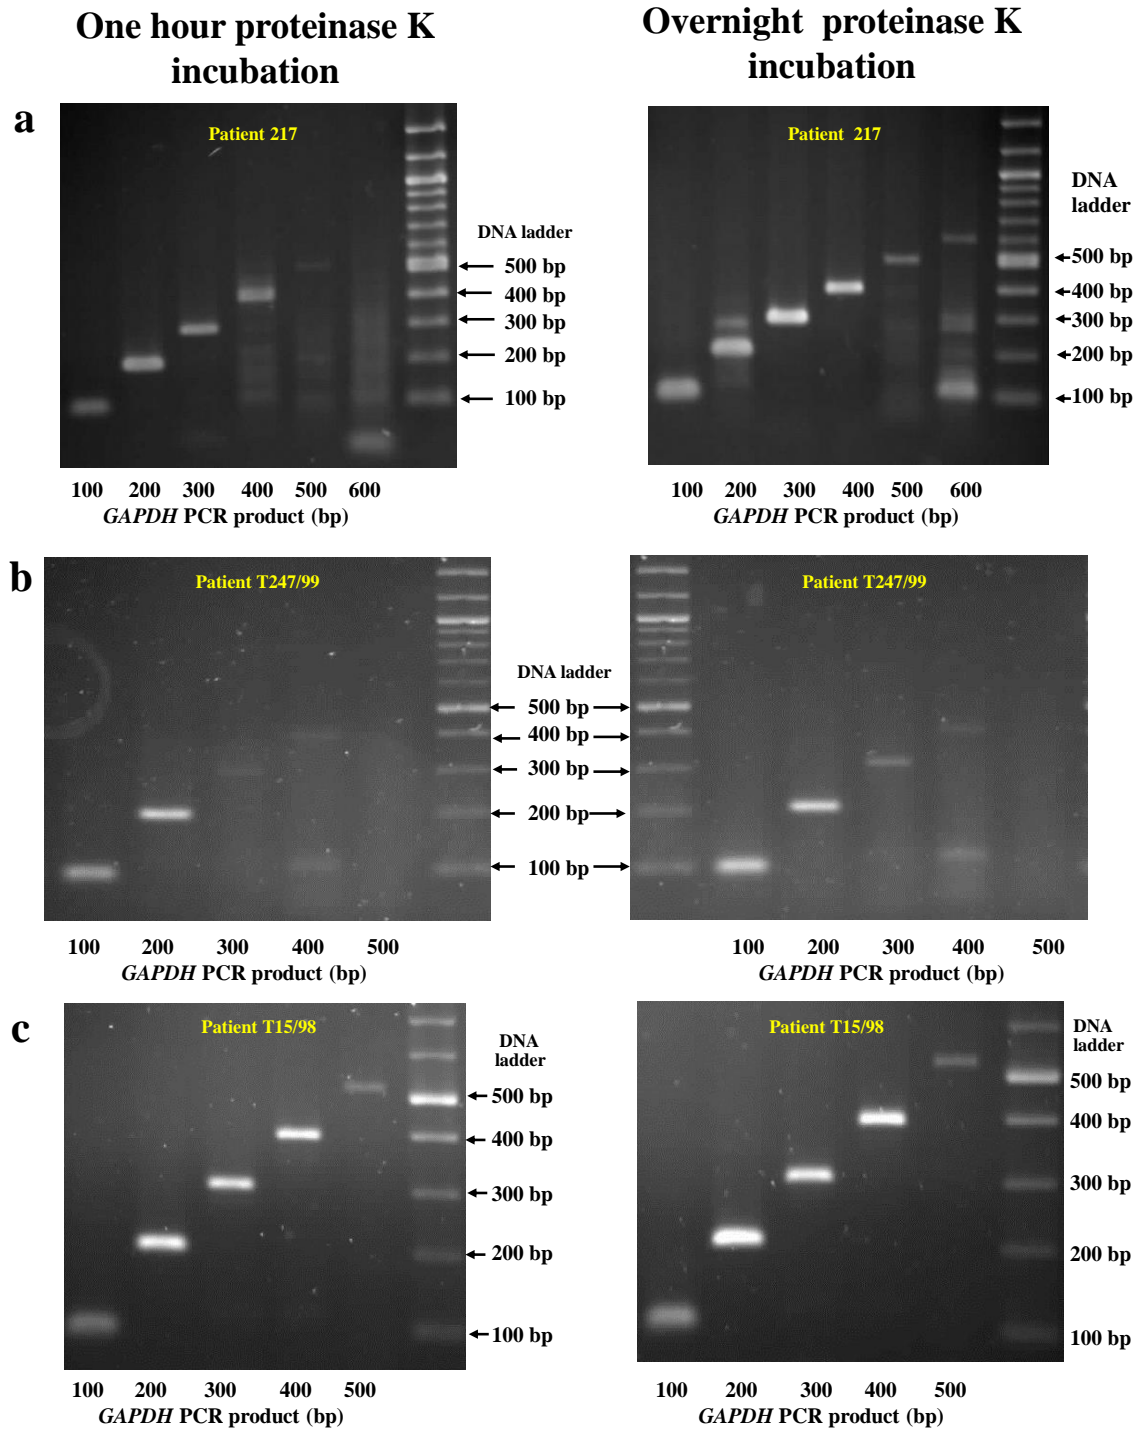 One hour proteinase K
incubation
Overnight proteinase K
incubation
a
Patient 217
DNA ladder
500 bp
400 bp
300 bp
200 bp
100 bp
100 200 300 400 500 600
GAPDH PCR product (bp)
Patient 217
DNA
ladder
500 bp
400 bp
300 bp
200 bp
100 bp
100 200 300 400 500 600
GAPDH PCR product (bp)
b
Patient T247/99
DNA ladder
500 bp
400 bp
300 bp
200 bp
100 bp
100 200 300 400 500
GAPDH PCR product (bp)
Patient T247/99
100 200 300 400 500
GAPDH PCR product (bp)
c
Patient T15/98
DNA
ladder
500 bp
400 bp
300 bp
200 bp
100 bp
100 200 300 400 500
GAPDH PCR product (bp)
Patient T15/98
DNA
ladder
500 bp
400 bp
300 bp
200 bp
100 bp
100 200 300 400 500
GAPDH PCR product (bp)